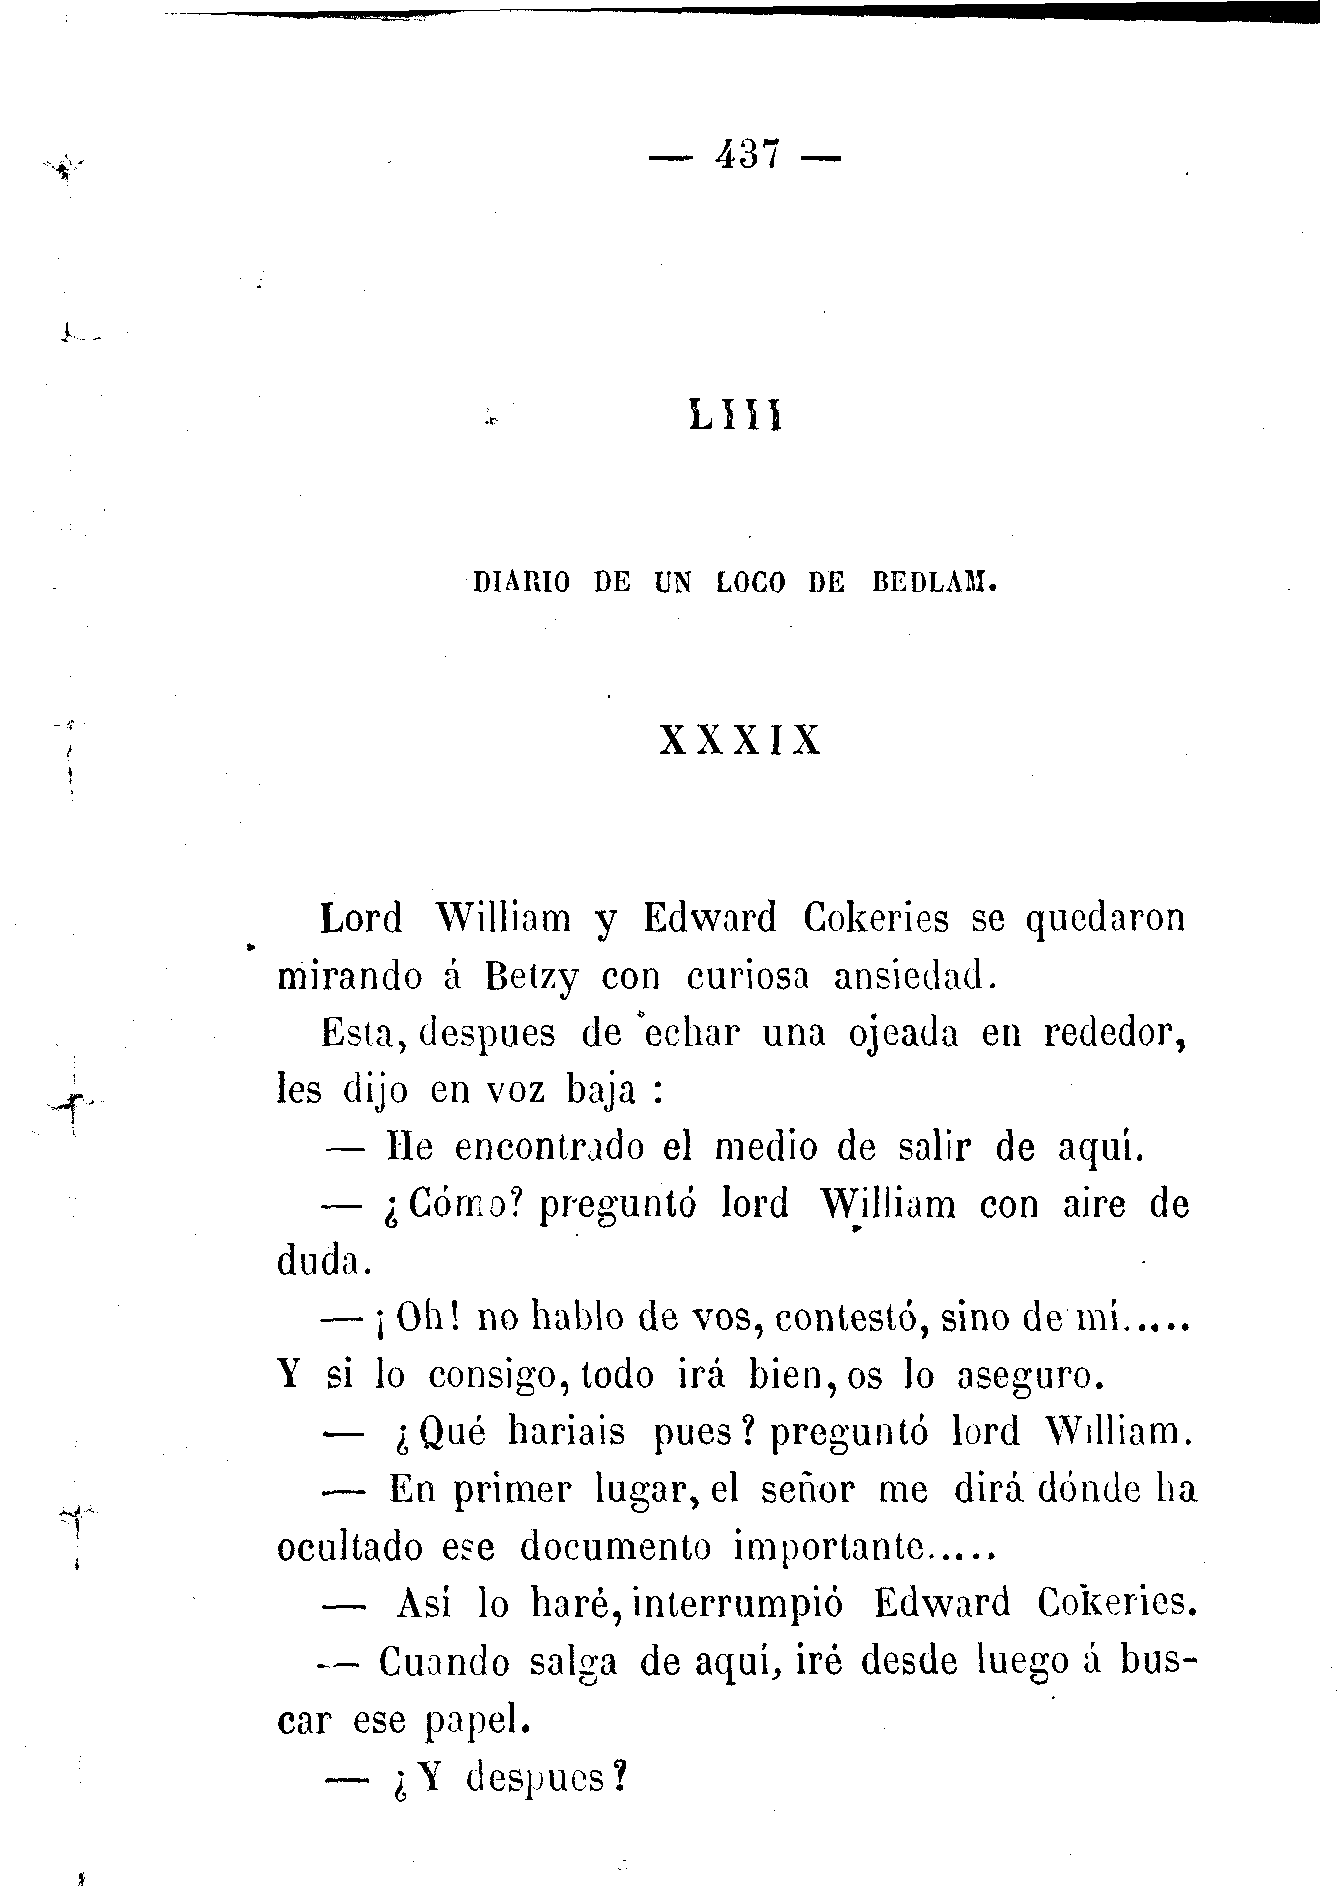 — 437 —
LIII
DIARIO DE UN LOCO DE BEDLAM.
XXXIX
Lord William y Edward Cokeries se quedaron
mirando á Betzy con curiosa ansiedad.
Esta, despues de echar una ojeada en rededor,
les dijo en voz baja :
— He encontrado el medio de salir de aquí.
— ¿Cómo? preguntó lord William con aire de
duda.
— ¡Oh! no hablo de vos, contestó, sino de mí.....
Y si lo consigo, todo irá bien, os lo aseguro.
— ¿Qué hariais pues? preguntó lord William.
— En primer lugar, el señor me dirá dónde ha
ocultado ese documento importante.....
— Así lo haré, interrumpió Edward Cokeries.
— Cuando salga de aquí, iré desde luego á bus-
car ese papel.
— ¿Y despues?